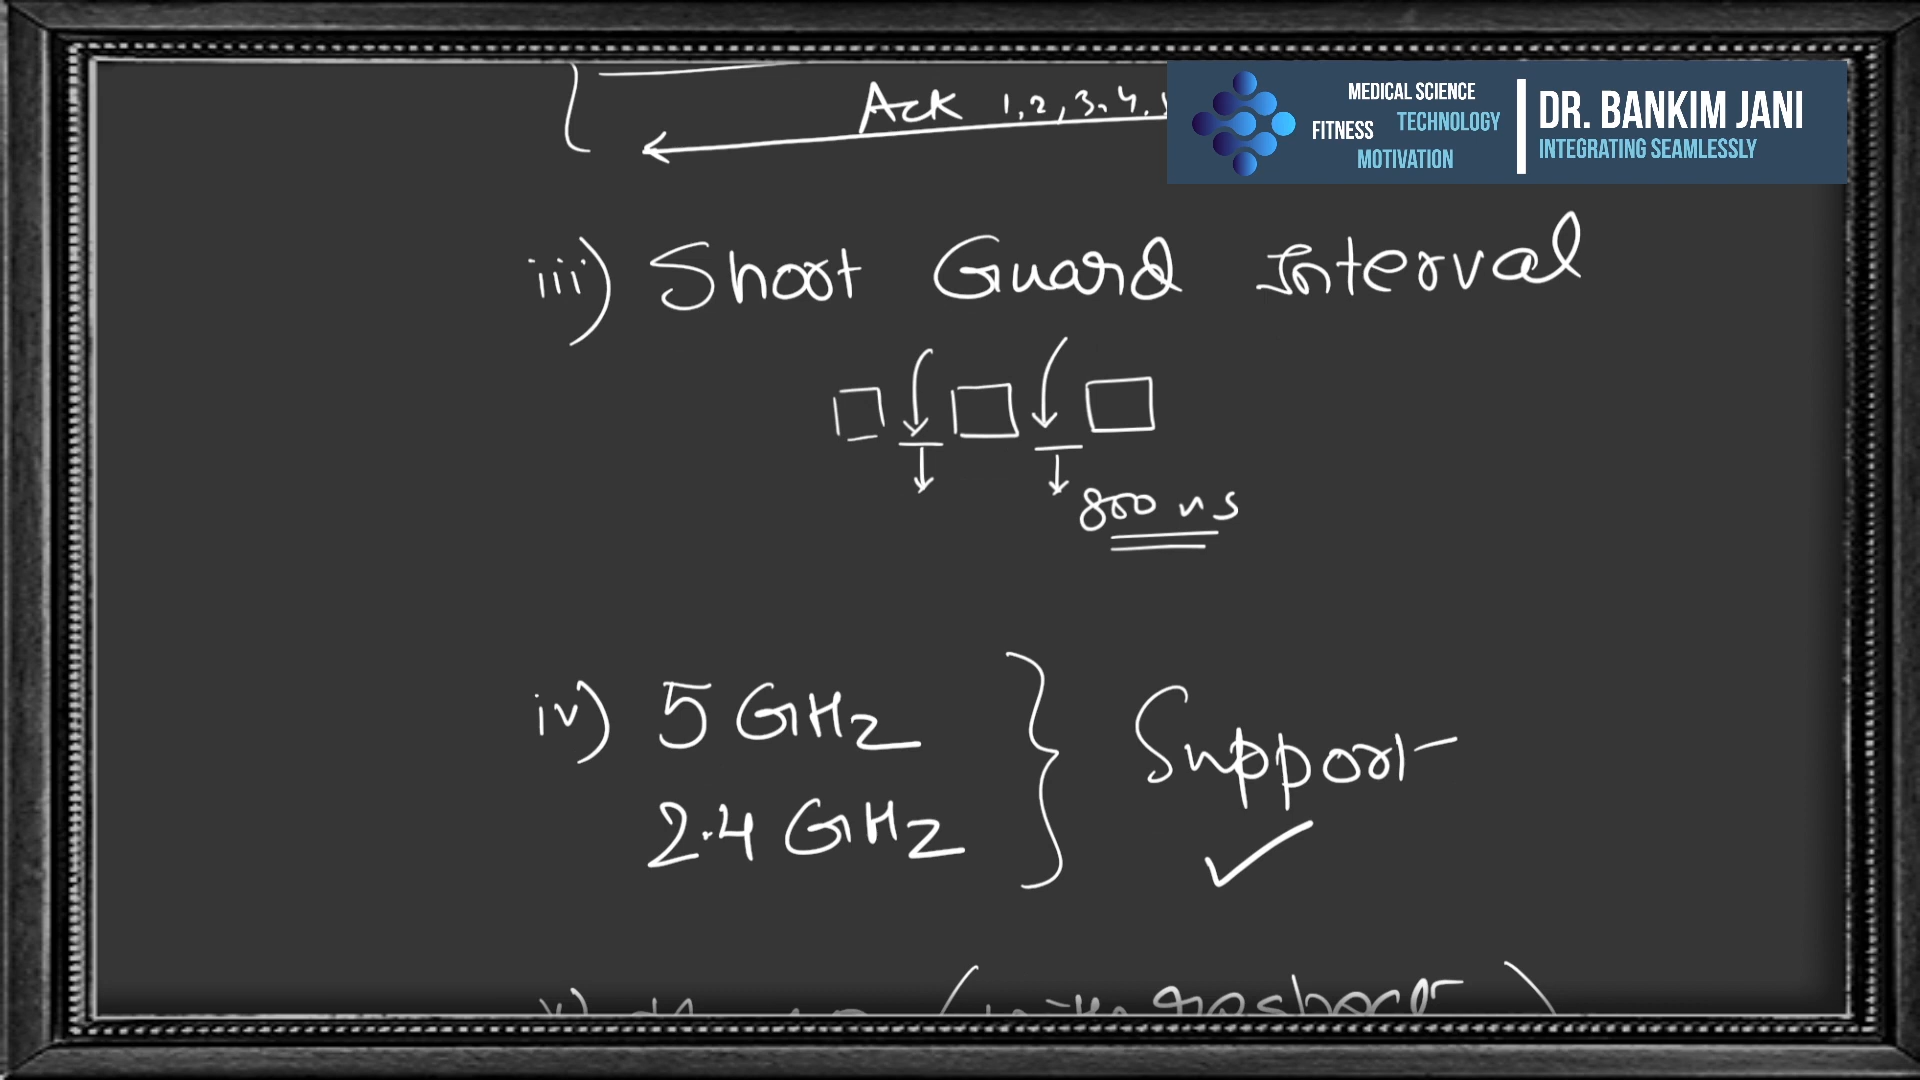 Ack 1,2,3,4,
MEDICAL SCIENCE
FITNESS TECHNOLOGY
MOTIVATION
DR. BANKIM JANI
INTEGRATING SEAMLESSLY
iii) Short Guard Interval
800 ns
iv) 5 GHz
2.4 GHz
Support